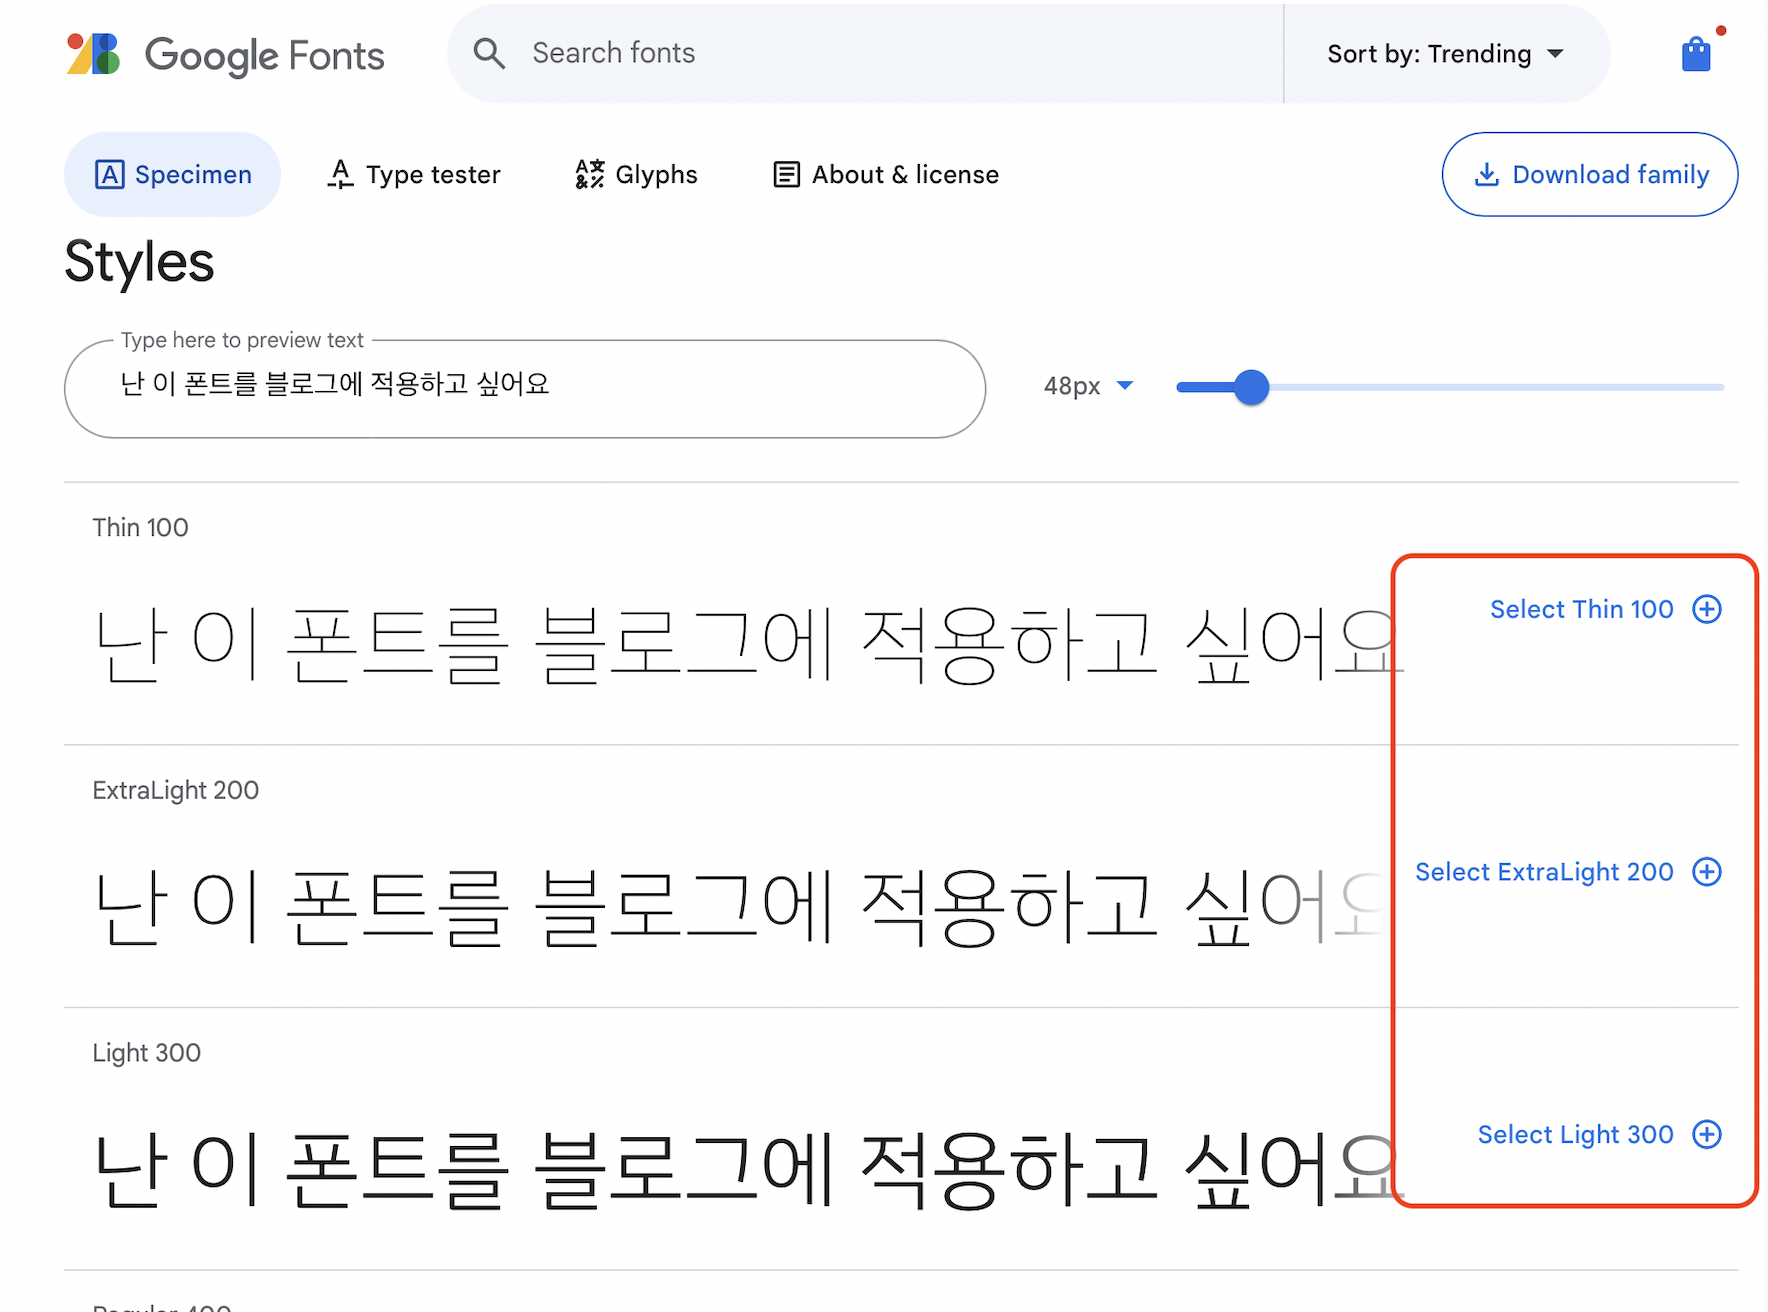 Google Fonts
Search fonts
Sort by: Trending
Specimen
Type tester
Glyphs
About & license
Download family
Styles
Type here to preview text
난 이 폰트를 블로그에 적용하고 싶어요
48px
Thin 100
난 이 폰트를 블로그에 적용하고 싶어요
Select Thin 100
ExtraLight 200
난 이 폰트를 블로그에 적용하고 싶어요
Select ExtraLight 200
Light 300
난 이 폰트를 블로그에 적용하고 싶어요
Select Light 300
Regular 400